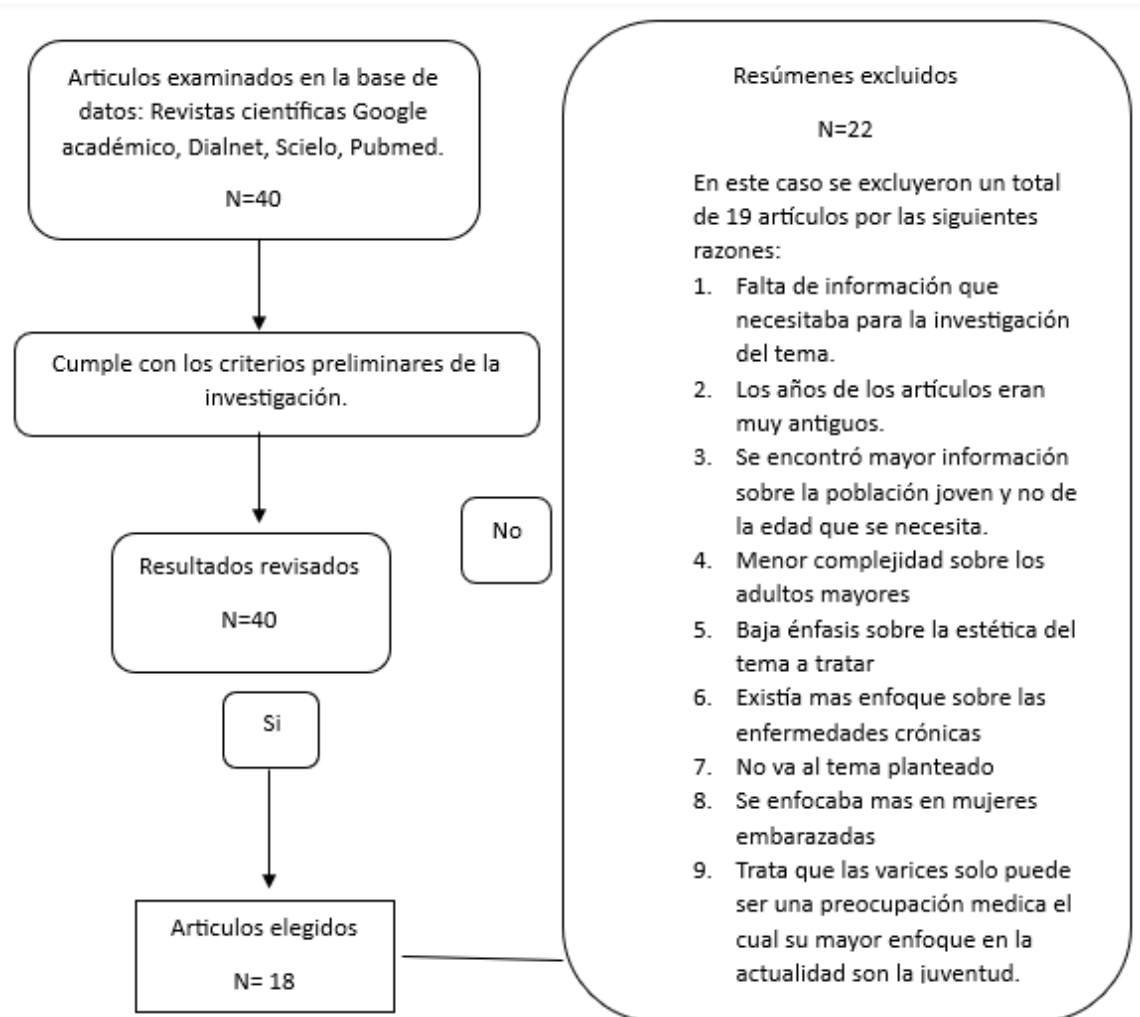 Articulos examinados en la base de
datos: Revistas científicas Google
académico, Dialnet, Scielo, Pubmed.
N=40
Cumple con los criterios preliminares de la
investigación.
Resultados revisados
N=40
No
Si
Articulos elegidos
N= 18
Resúmenes excluidos
N=22
En este caso se excluyeron un total
de 19 artículos por las siguientes
razones:
1. Falta de información que
necesitaba para la investigación
del tema.
2. Los años de los artículos eran
muy antiguos.
3. Se encontró mayor información
sobre la población joven y no de
la edad que se necesita.
4. Menor complejidad sobre los
adultos mayores
5. Baja énfasis sobre la estética del
tema a tratar
6. Existía mas enfoque sobre las
enfermedades crónicas
7. No va al tema planteado
8. Se enfocaba mas en mujeres
embarazadas
9. Trata que las varices solo puede
ser una preocupación medica el
cual su mayor enfoque en la
actualidad son la juventud.